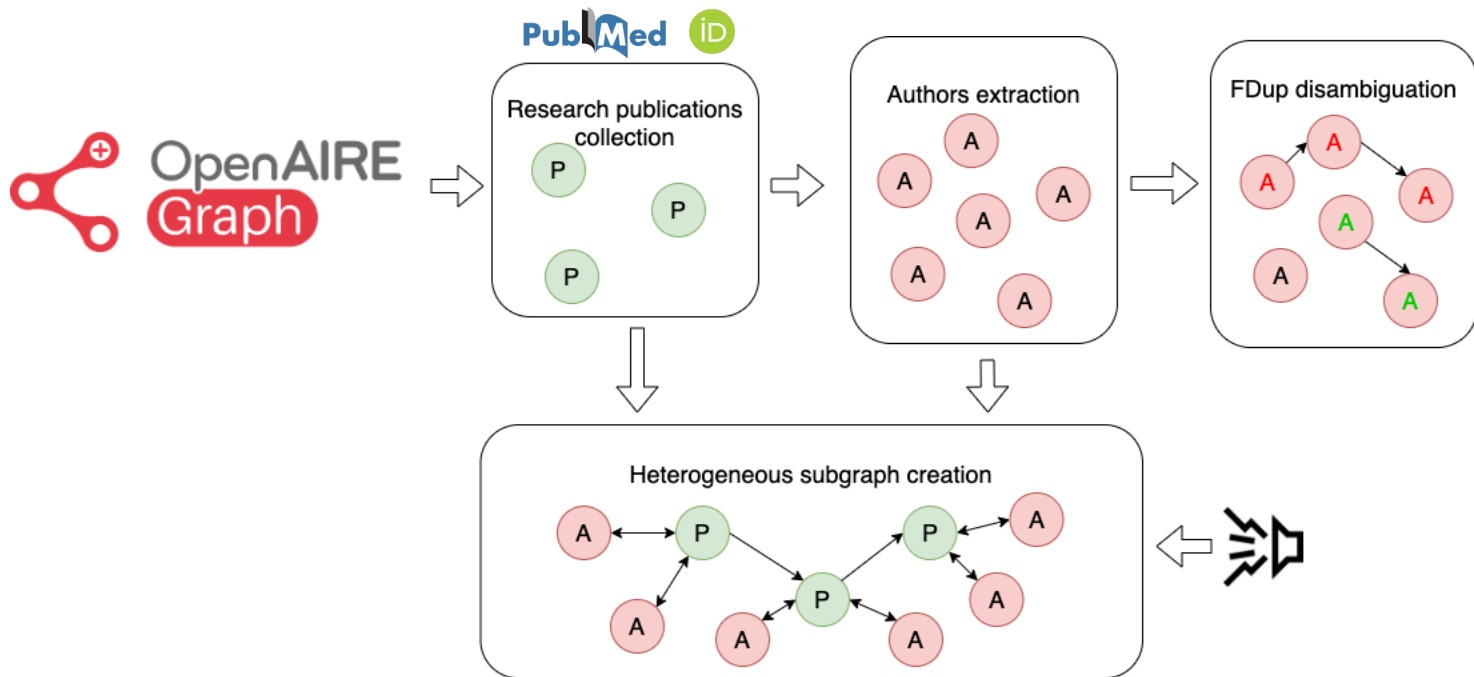 PubMed iD
Research publications
collection
P
P
P
Authors extraction
A
A
A
A
A
A
FDup disambiguation
A
A
A
A
A
A
OpenAIRE
Graph
Heterogeneous subgraph creation
A
P
P
A
A
P
A
A
A